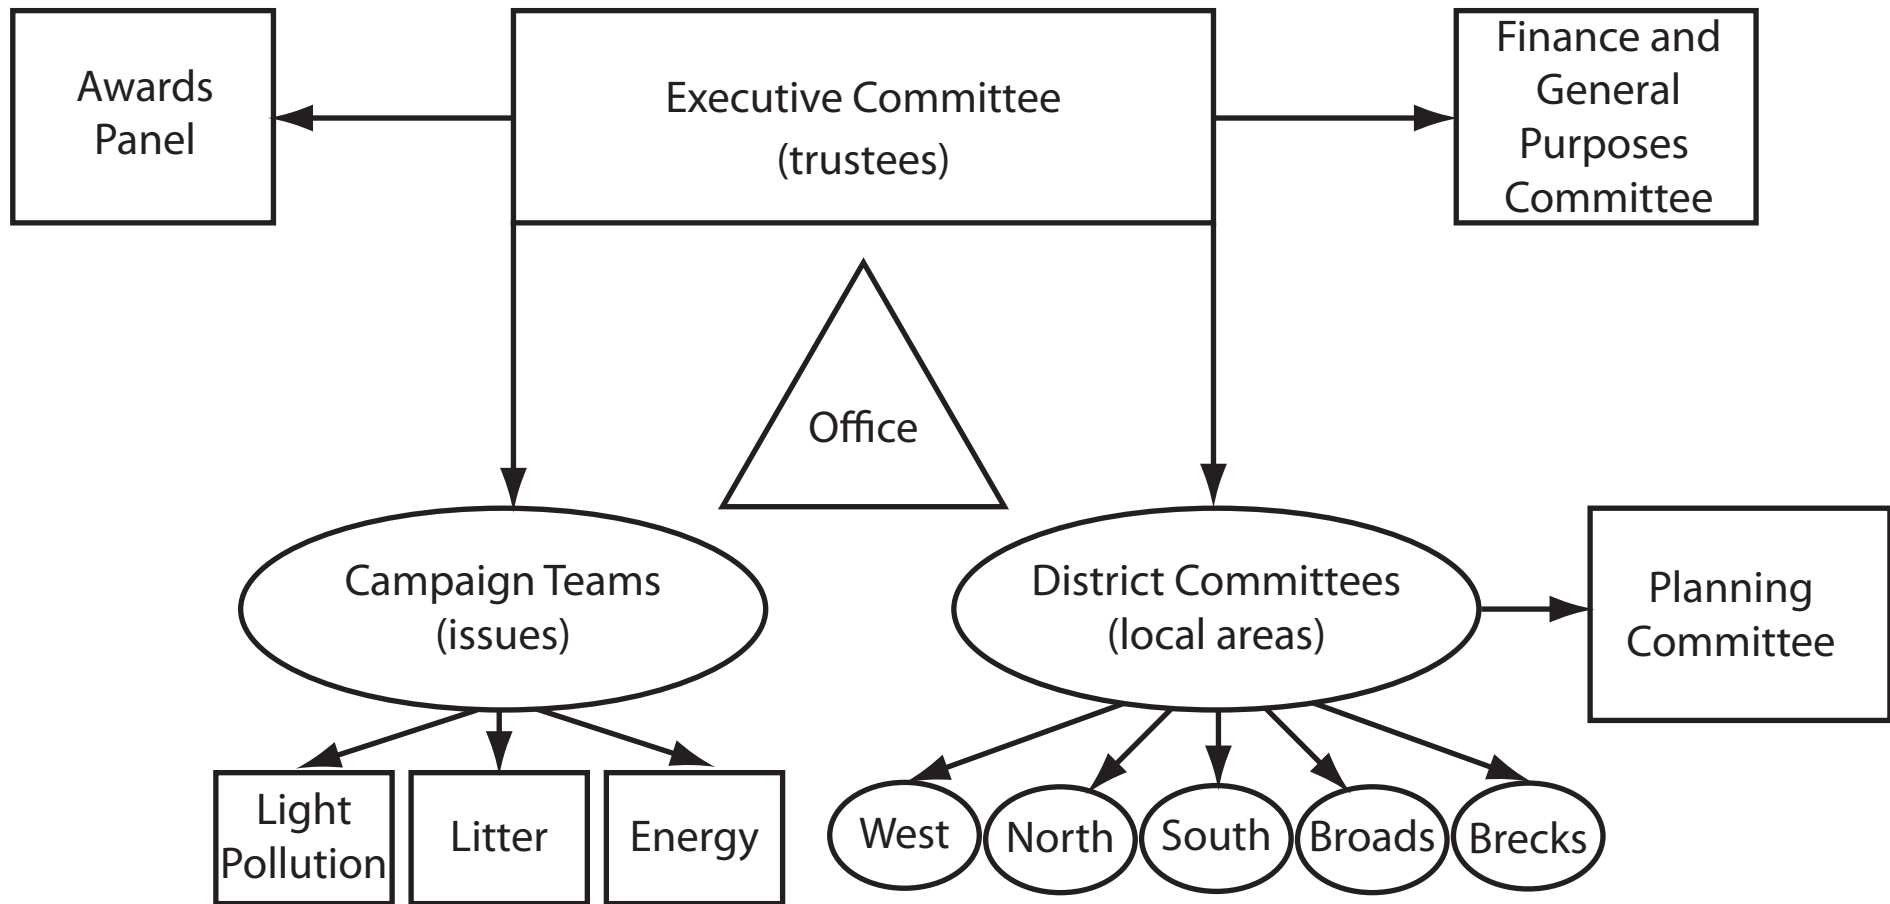 Awards
Panel
Executive Committee
(trustees)
Finance and
General
Purposes
Committee
Office
Campaign Teams
(issues)
District Committees
(local areas)
Planning
Committee
Light
Pollution
Litter
Energy
West
North
South
Broads
Brecks